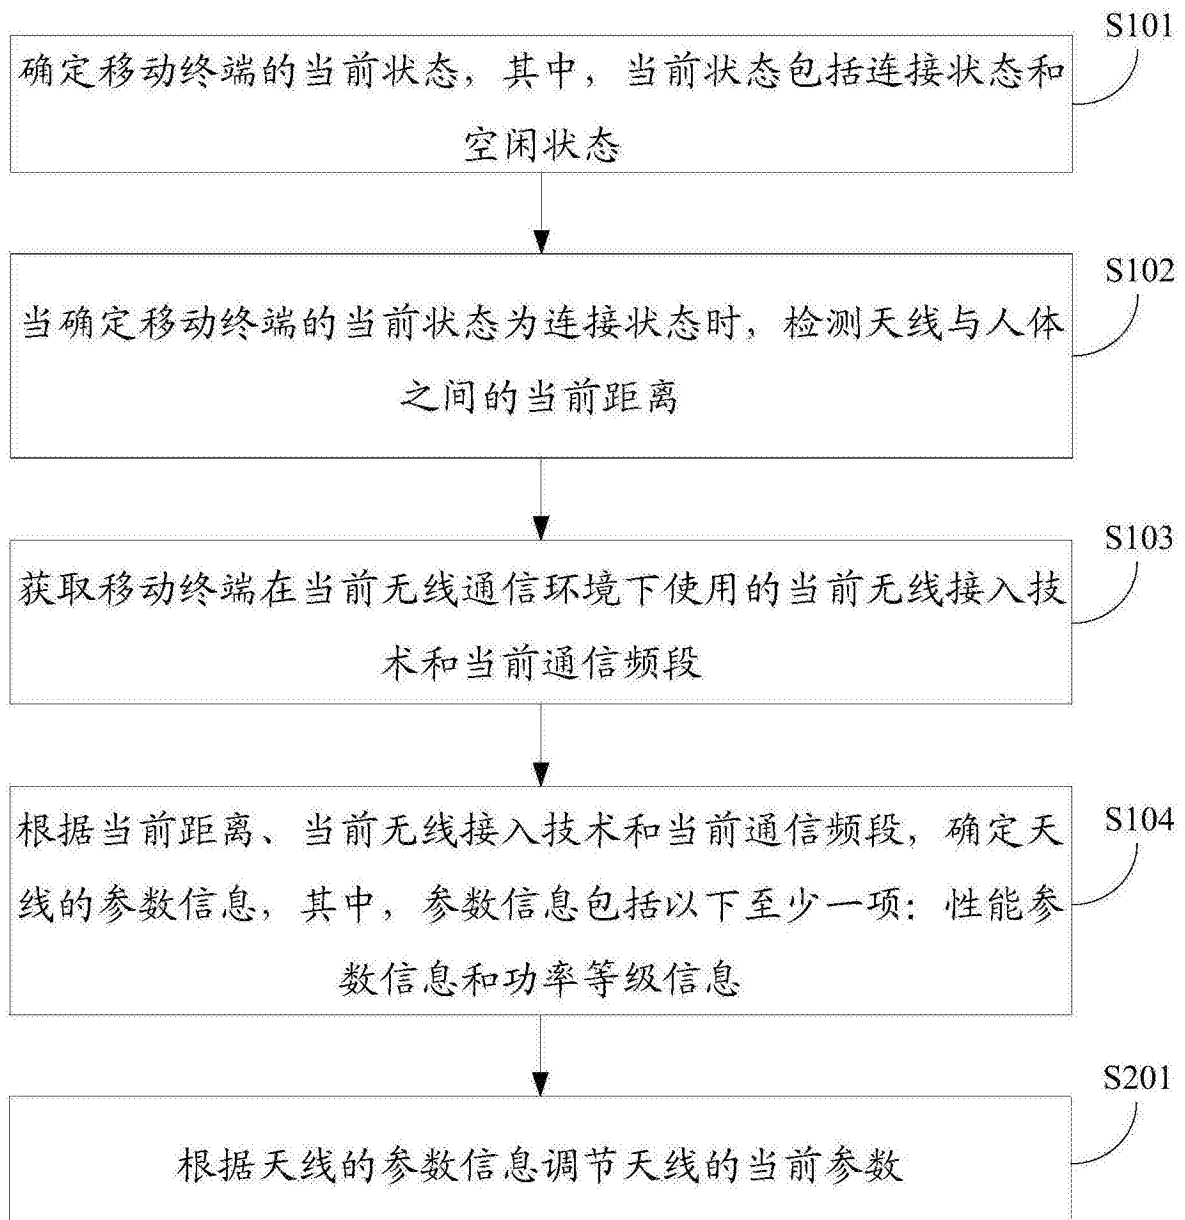 S101
确定移动终端的当前状态，其中，当前状态包括连接状态和
空闲状态
S102
当确定移动终端的当前状态为连接状态时，检测天线与人体
之间的当前距离
S103
获取移动终端在当前无线通信环境下使用的当前无线接入技
术和当前通信频段
S104
根据当前距离、当前无线接入技术和当前通信频段，确定天
线的参数信息，其中，参数信息包括以下至少一项：性能参
数信息和功率等级信息
S201
根据天线的参数信息调节天线的当前参数